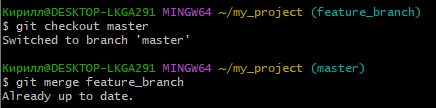 Кирилл@DESKTOP-LKGA291 MINGW64 ~/my_project (feature_branch)
$ git checkout master
Switched to branch 'master'
Кирилл@DESKTOP-LKGA291 MINGW64 ~/my_project (master)
$ git merge feature_branch
Already up to date.